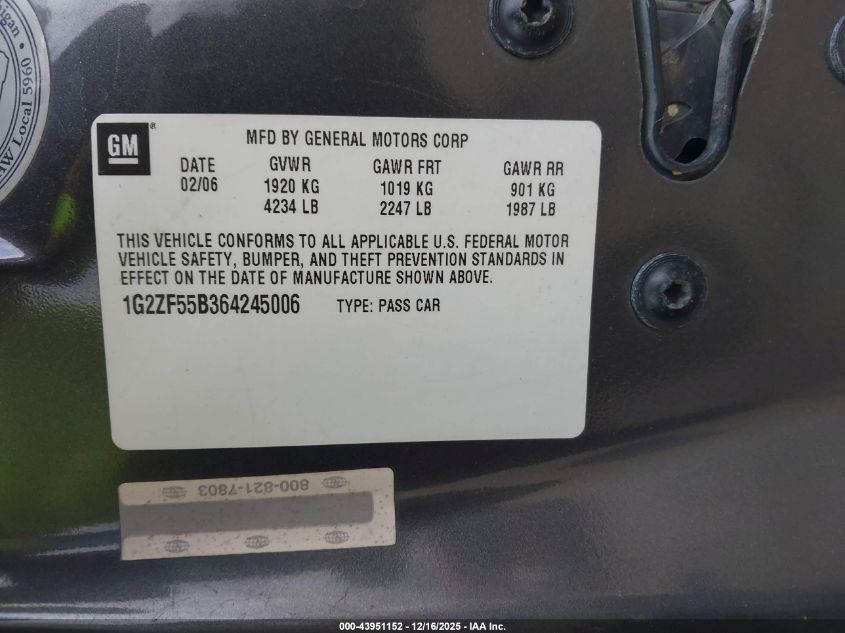 igan
W Local 5960
GM ®
MFD BY GENERAL MOTORS CORP
DATE GVWR GAWR FRT GAWR RR
02/06 1920 KG 1019 KG 901 KG
4234 LB 2247 LB 1987 LB
THIS VEHICLE CONFORMS TO ALL APPLICABLE U.S. FEDERAL MOTOR
VEHICLE SAFETY, BUMPER, AND THEFT PREVENTION STANDARDS IN
EFFECT ON THE DATE OF MANUFACTURE SHOWN ABOVE.
1G2ZF55B364245006 TYPE: PASS CAR
800-821-7803
000-43951152 - 12/16/2025 - IAA Inc.